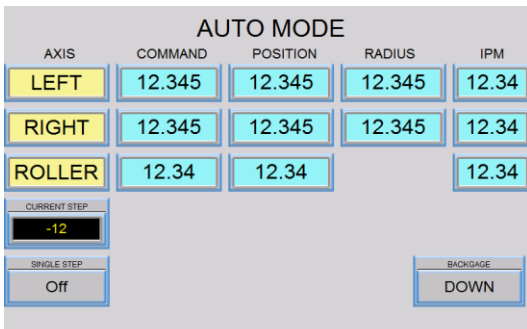 AUTO MODE
AXIS COMMAND POSITION RADIUS IPM
LEFT 12.345 12.345 12.345 12.34
RIGHT 12.345 12.345 12.345 12.34
ROLLER 12.34 12.34 12.34
CURRENT STEP
-12
SINGLE STEP BACKGAGE
Off DOWN